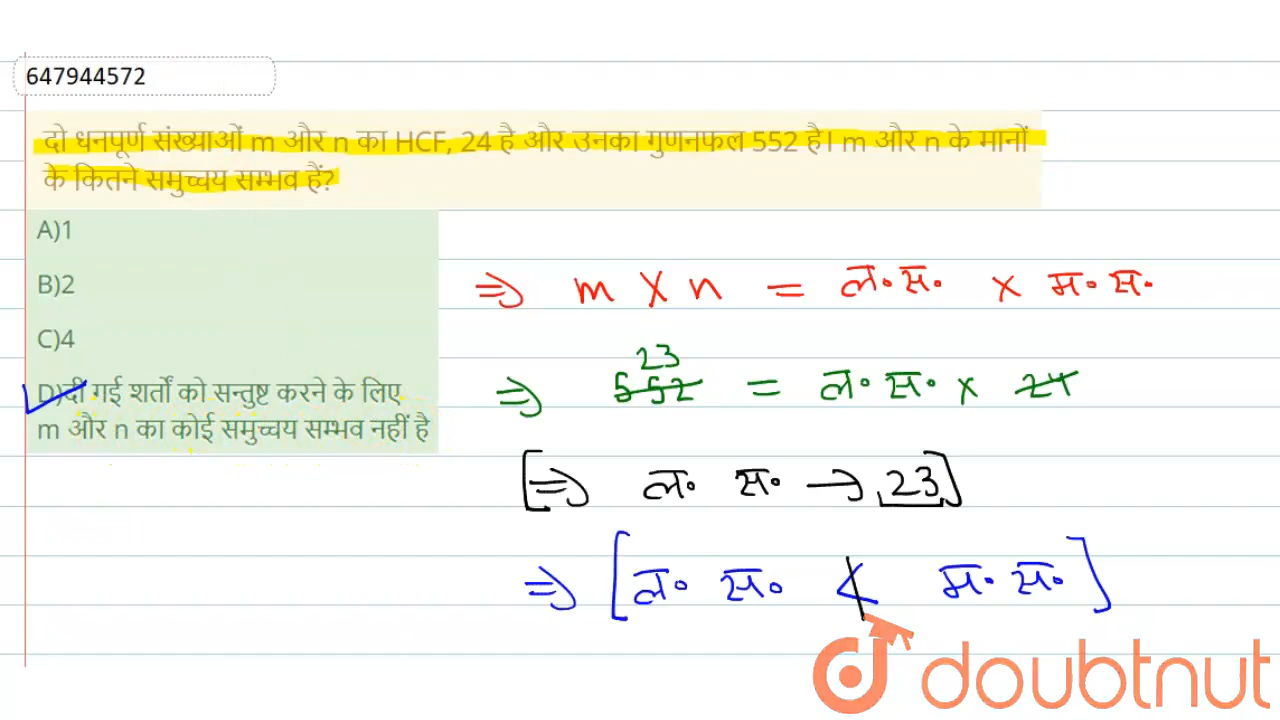 647944572
दो धनपूर्ण संख्याओं m और n का HCF, 24 है और उनका गुणनफल 552 है। m और n के मानों
के कितने समुच्चय सम्भव हैं?
A)1
B)2
C)4
D)दी गई शर्तों को सन्तुष्ट करने के लिए
m और n का कोई समुच्चय सम्भव नहीं है
⇒ m × n = ल॰ स॰ × म॰ स॰
23
⇒ 552 = ल॰ स॰ × 24
[⇒ ल॰ स॰ → 23]
⇒ [ल॰ स॰ ≮ म॰ स॰]
doubtnut